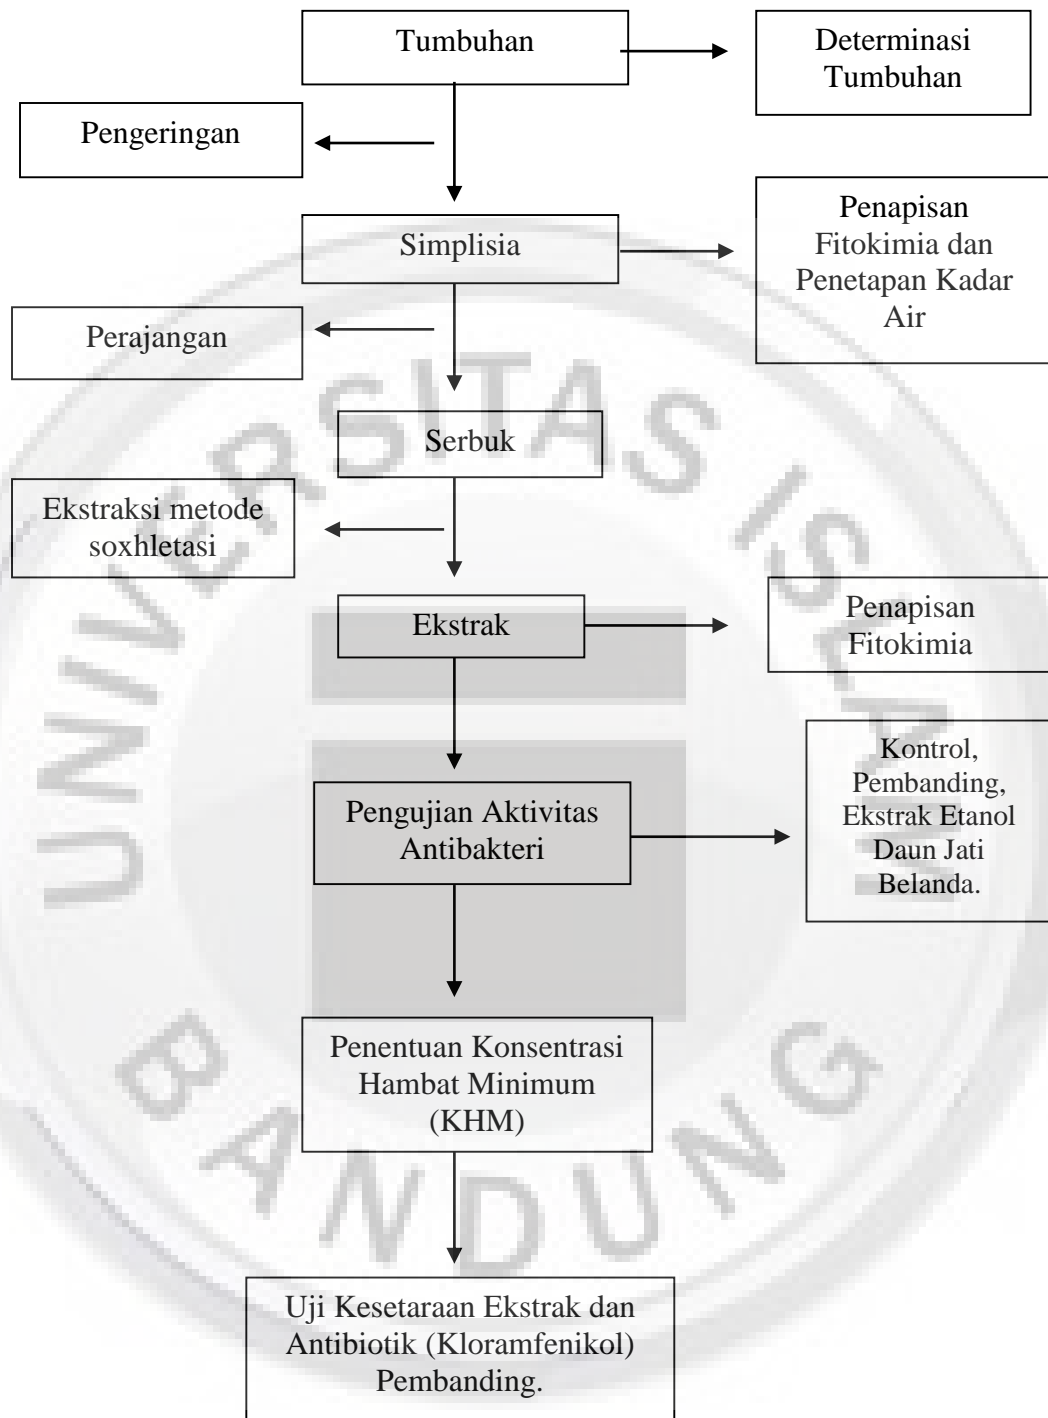 Tumbuhan
Determinasi
Tumbuhan
Pengeringan
Simplisia
Penapisan
Fitokimia dan
Penetapan Kadar
Air
Perajangan
Serbuk
Ekstraksi metode
soxhletasi
Ekstrak
Penapisan
Fitokimia
Pengujian Aktivitas
Antibakteri
Kontrol,
Pembanding,
Ekstrak Etanol
Daun Jati
Belanda.
Penentuan Konsentrasi
Hambat Minimum
(KHM)
Uji Kesetaraan Ekstrak dan
Antibiotik (Kloramfenikol)
Pembanding.
UNIVERSITAS ISLAM
BANDUNG